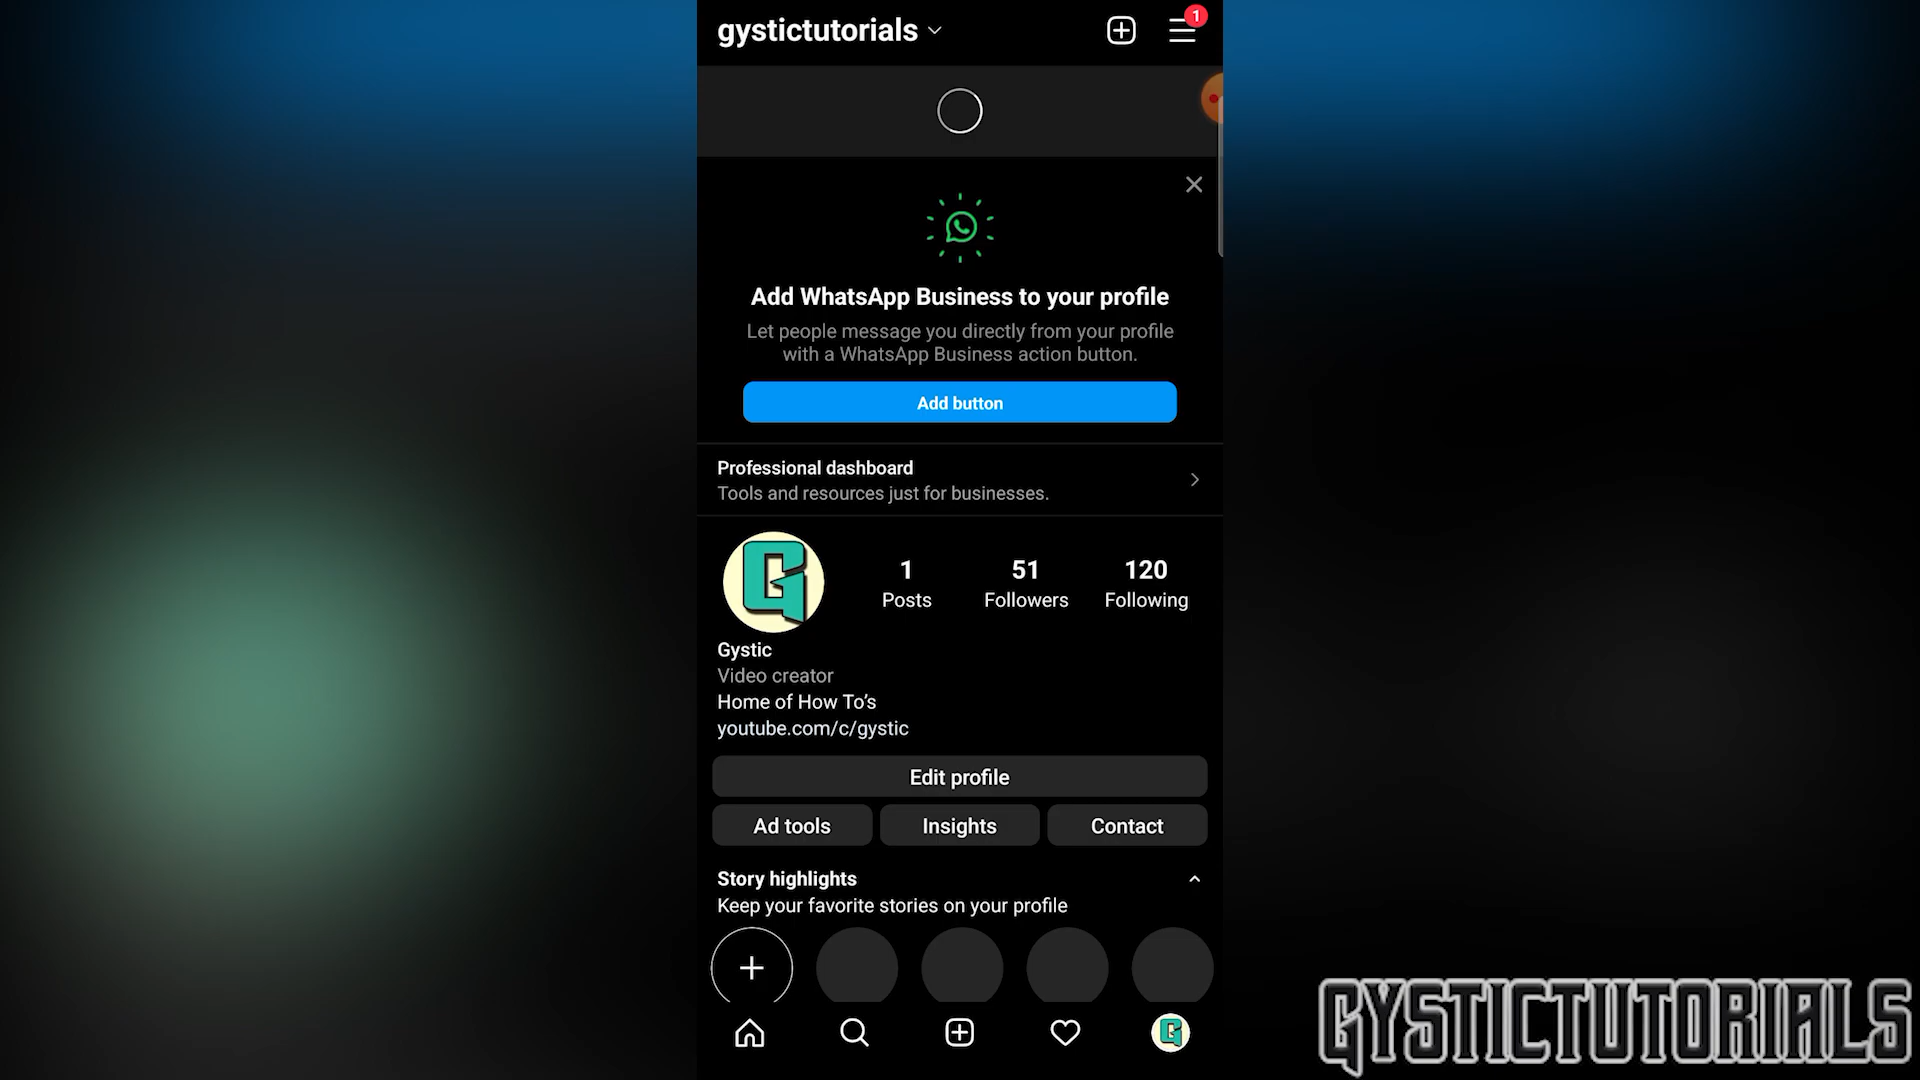 gystictutorials
1
Add WhatsApp Business to your profile
Let people message you directly from your profile
with a WhatsApp Business action button.
Add button
Professional dashboard
Tools and resources just for businesses.
G
1 51 120
Posts Followers Following
Gystic
Video creator
Home of How To’s
youtube.com/c/gystic
Edit profile
Ad tools Insights Contact
Story highlights
Keep your favorite stories on your profile
G
GYSTICTUTORIALS